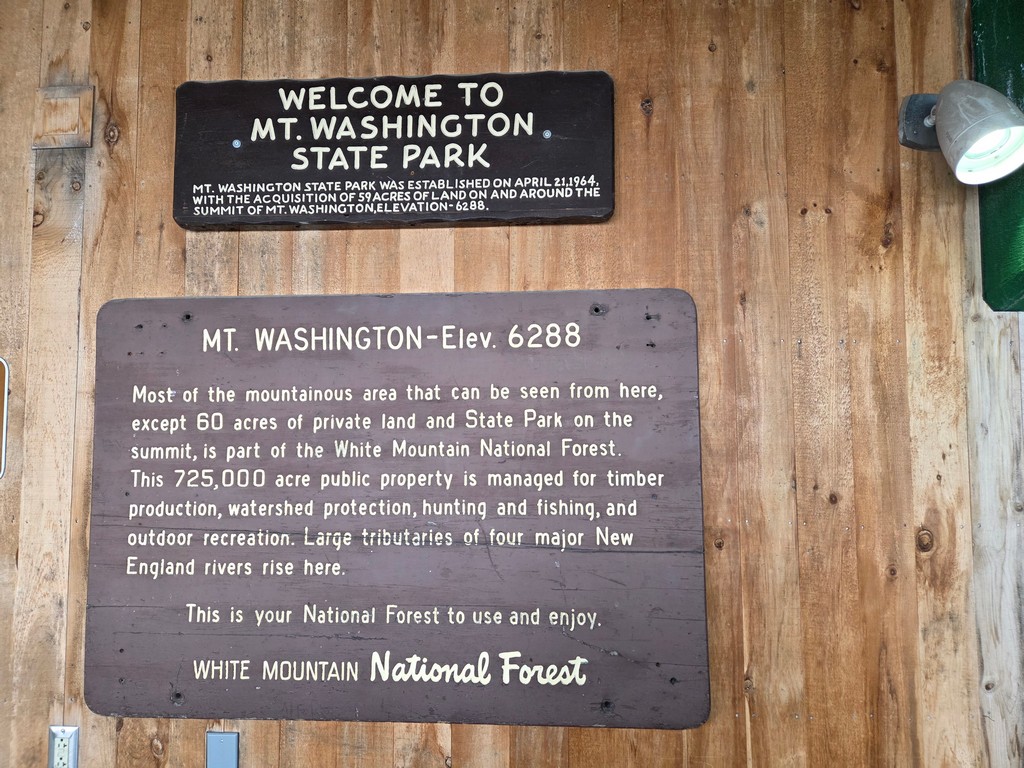 WELCOME TO
MT. WASHINGTON
STATE PARK
MT. WASHINGTON STATE PARK WAS ESTABLISHED ON APRIL 21,1964,
WITH THE ACQUISITION OF 59 ACRES OF LAND ON AND AROUND THE
SUMMIT OF MT. WASHINGTON, ELEVATION-6288.
MT. WASHINGTON-Elev. 6288
Most of the mountainous area that can be seen from here,
except 60 acres of private land and State Park on the
summit, is part of the White Mountain National Forest.
This 725,000 acre public property is managed for timber
production, watershed protection, hunting and fishing, and
outdoor recreation. Large tributaries of four major New
England rivers rise here.
This is your National Forest to use and enjoy.
WHITE MOUNTAIN National Forest